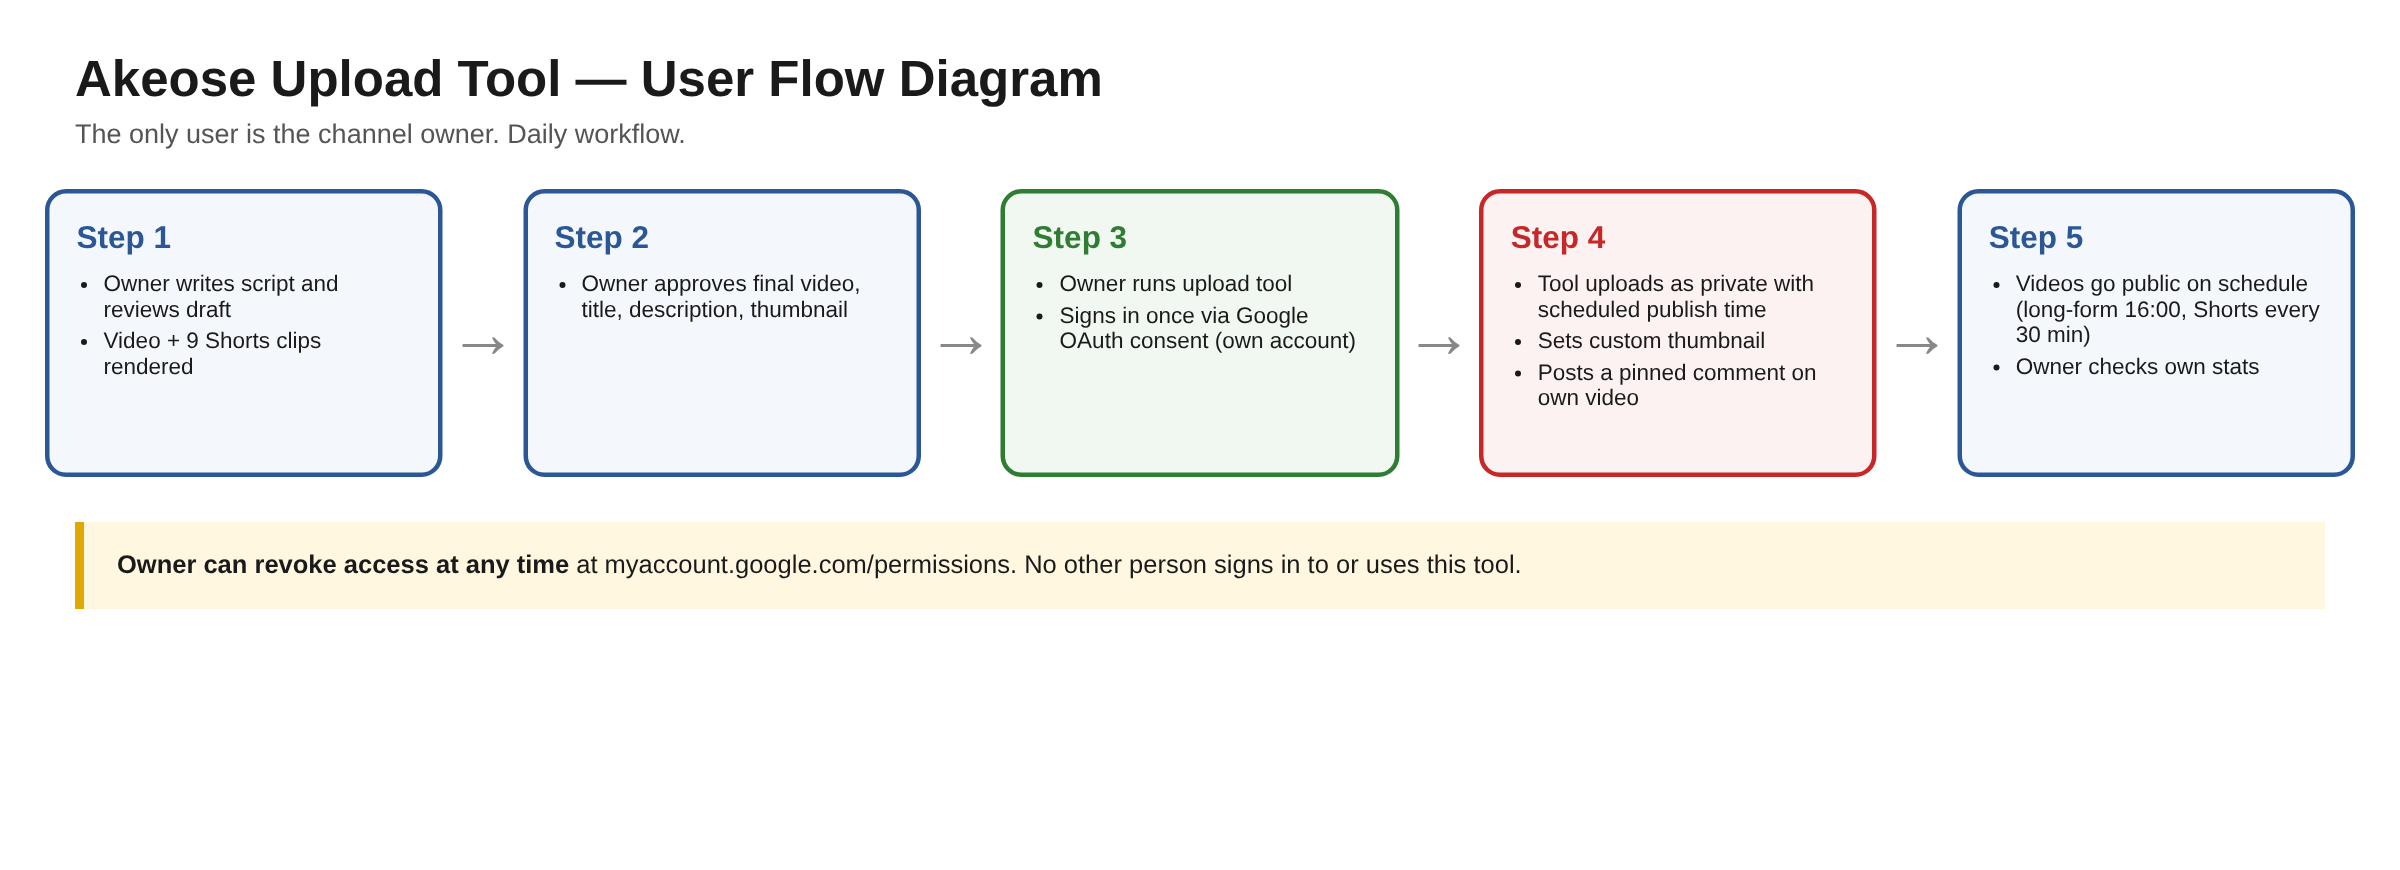 Akeose Upload Tool — User Flow Diagram
The only user is the channel owner. Daily workflow.
Step 1
• Owner writes script and
reviews draft
• Video + 9 Shorts clips
rendered
→
Step 2
• Owner approves final video,
title, description, thumbnail
→
Step 3
• Owner runs upload tool
• Signs in once via Google
OAuth consent (own account)
→
Step 4
• Tool uploads as private with
scheduled publish time
• Sets custom thumbnail
• Posts a pinned comment on
own video
→
Step 5
• Videos go public on schedule
(long-form 16:00, Shorts every
30 min)
• Owner checks own stats
Owner can revoke access at any time at myaccount.google.com/permissions. No other person signs in to or uses this tool.